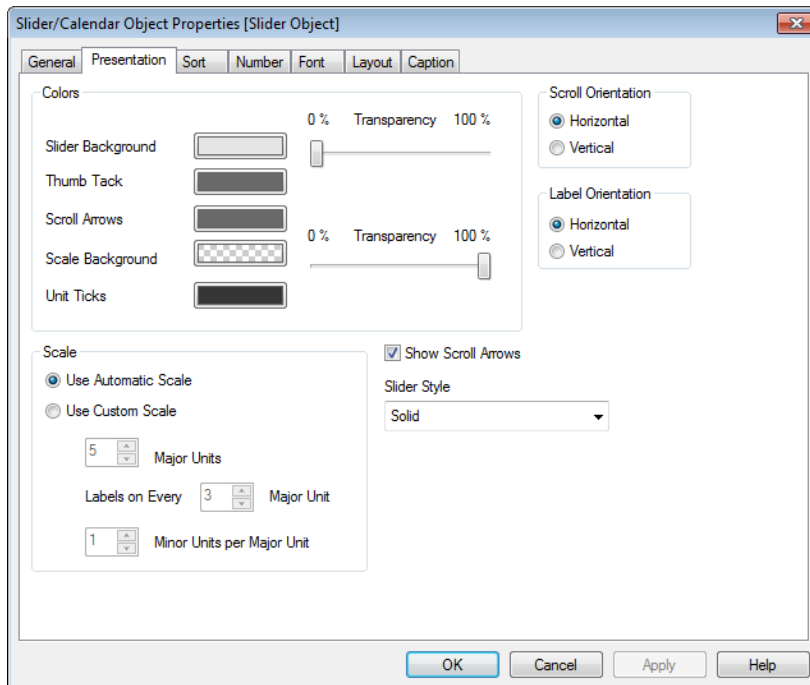 Slider/Calendar Object Properties [Slider Object]
General Presentation Sort Number Font Layout Caption
Colors
0 % Transparency 100 %
Slider Background
Thumb Tack
Scroll Arrows
0 % Transparency 100 %
Scale Background
Unit Ticks
Scroll Orientation
Horizontal
Vertical
Label Orientation
Horizontal
Vertical
Scale
Use Automatic Scale
Use Custom Scale
5 Major Units
Labels on Every 3 Major Unit
1 Minor Units per Major Unit
Show Scroll Arrows
Slider Style
Solid
OK Cancel Apply Help